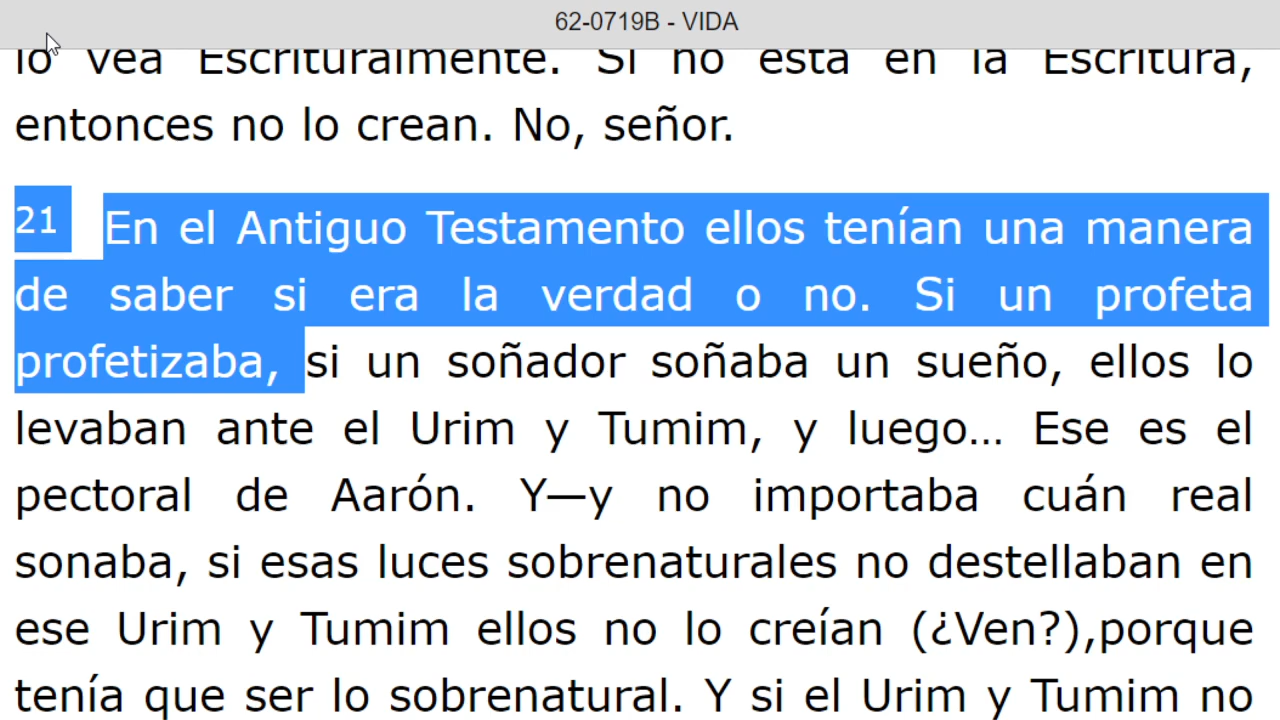 62-0719B - VIDA
lo vea Escrituralmente. Si no está en la Escritura,
entonces no lo crean. No, señor.
21 En el Antiguo Testamento ellos tenían una manera
de saber si era la verdad o no. Si un profeta
profetizaba, si un soñador soñaba un sueño, ellos lo
levaban ante el Urim y Tumim, y luego… Ese es el
pectoral de Aarón. Y—y no importaba cuán real
sonaba, si esas luces sobrenaturales no destellaban en
ese Urim y Tumim ellos no lo creían (¿Ven?),porque
tenía que ser lo sobrenatural. Y si el Urim y Tumim no